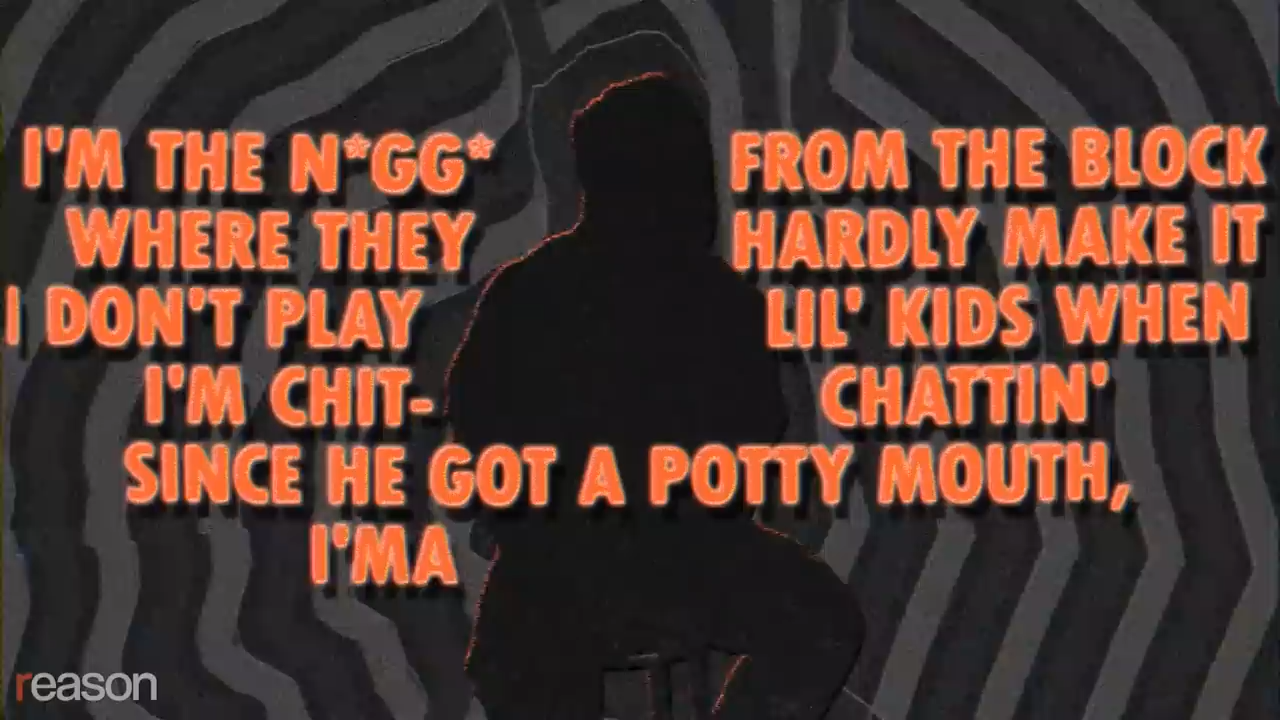 I'M THE N*GG* FROM THE BLOCK
WHERE THEY HARDLY MAKE IT
I DON'T PLAY LIL' KIDS WHEN
I'M CHIT- CHATTIN'
SINCE HE GOT A POTTY MOUTH,
I'MA
reason